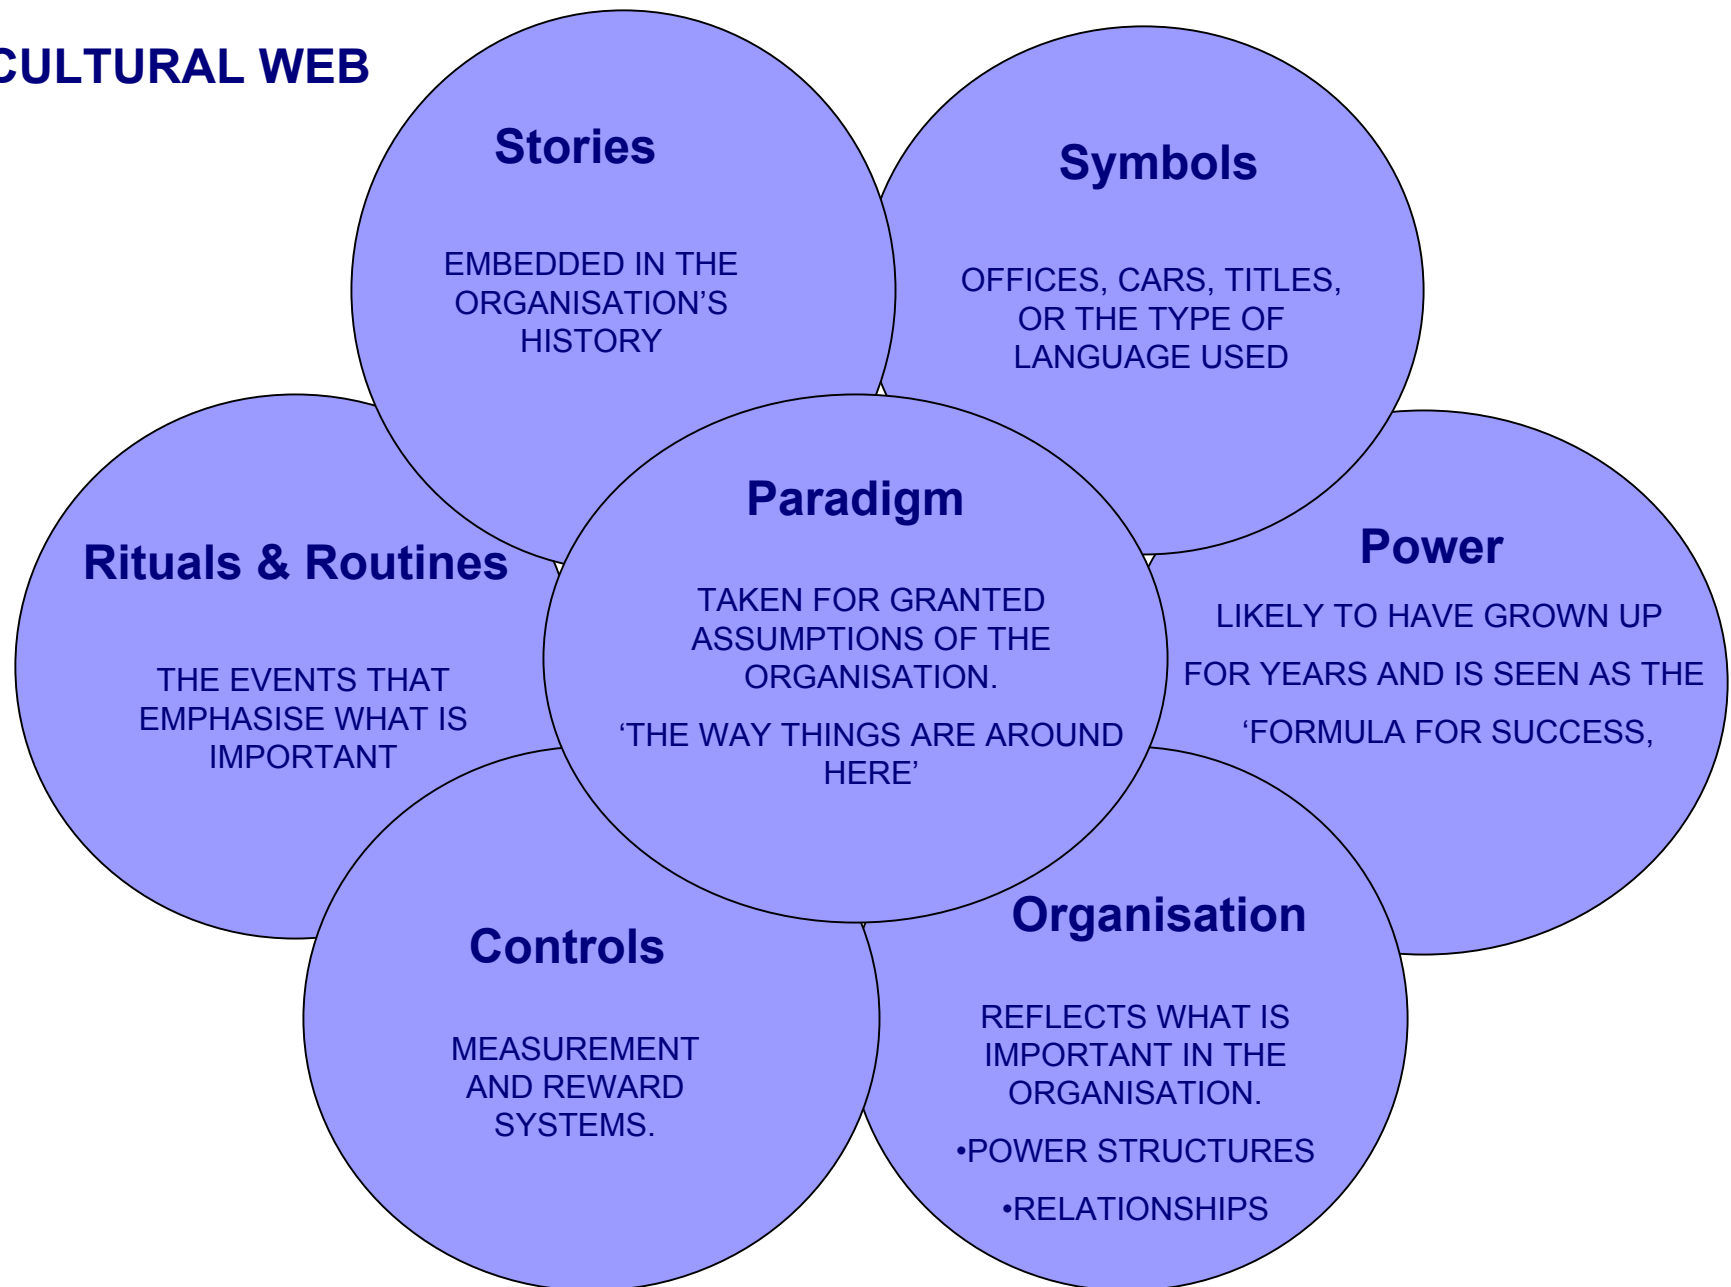 CULTURAL WEB
Stories
EMBEDDED IN THE
ORGANISATION’S
HISTORY
Symbols
OFFICES, CARS, TITLES,
OR THE TYPE OF
LANGUAGE USED
Rituals & Routines
THE EVENTS THAT
EMPHASISE WHAT IS
IMPORTANT
Paradigm
TAKEN FOR GRANTED
ASSUMPTIONS OF THE
ORGANISATION.
‘THE WAY THINGS ARE AROUND
HERE’
Power
LIKELY TO HAVE GROWN UP
FOR YEARS AND IS SEEN AS THE
‘FORMULA FOR SUCCESS,
Controls
MEASUREMENT
AND REWARD
SYSTEMS.
Organisation
REFLECTS WHAT IS
IMPORTANT IN THE
ORGANISATION.
•POWER STRUCTURES
•RELATIONSHIPS